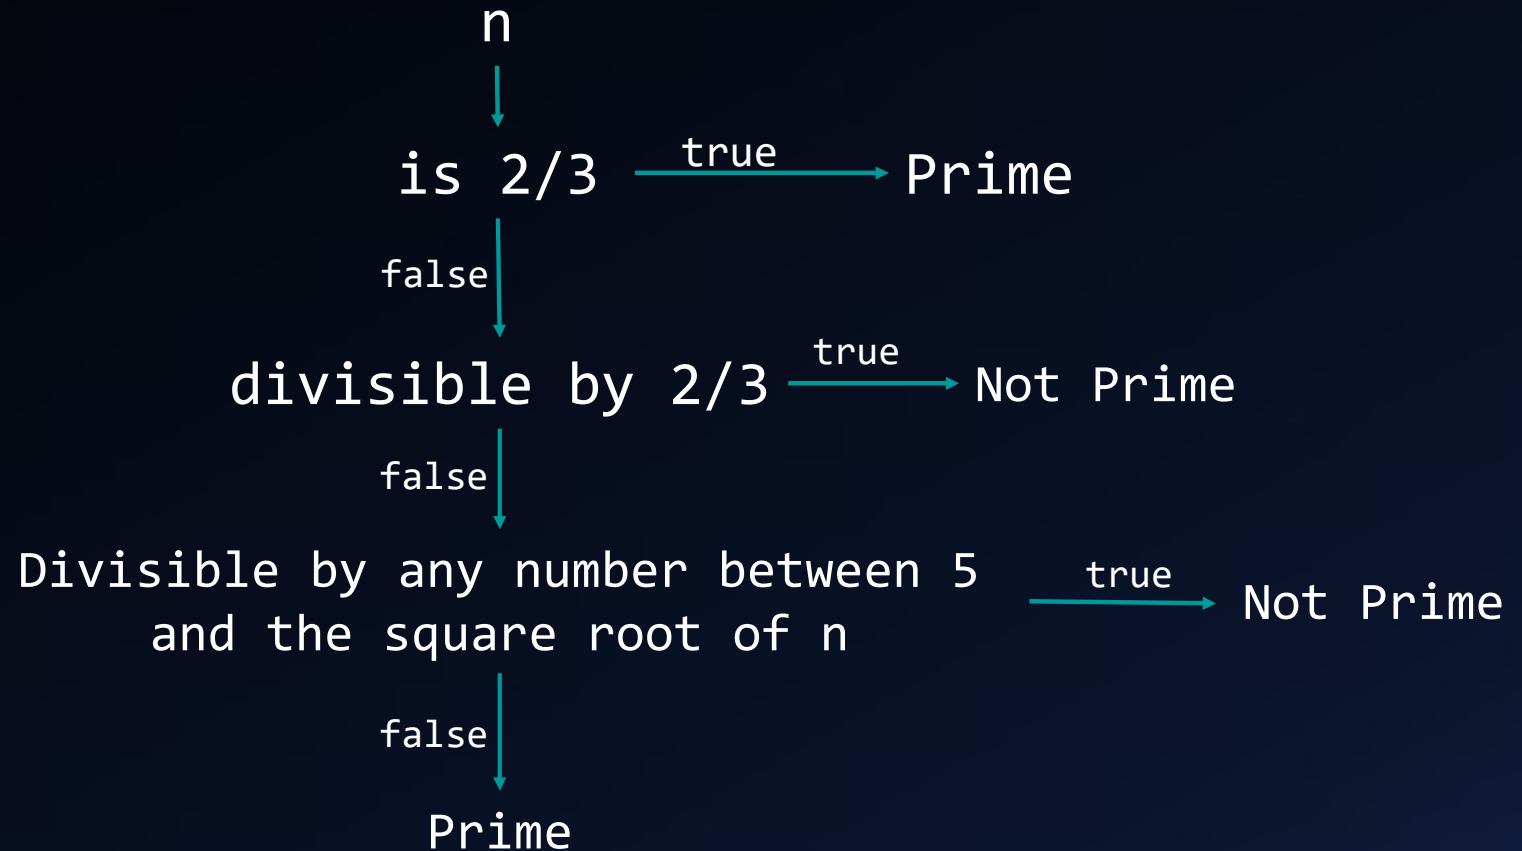 n
is 2/3
true
Prime
false
divisible by 2/3
true
Not Prime
false
Divisible by any number between 5
and the square root of n
true
Not Prime
false
Prime